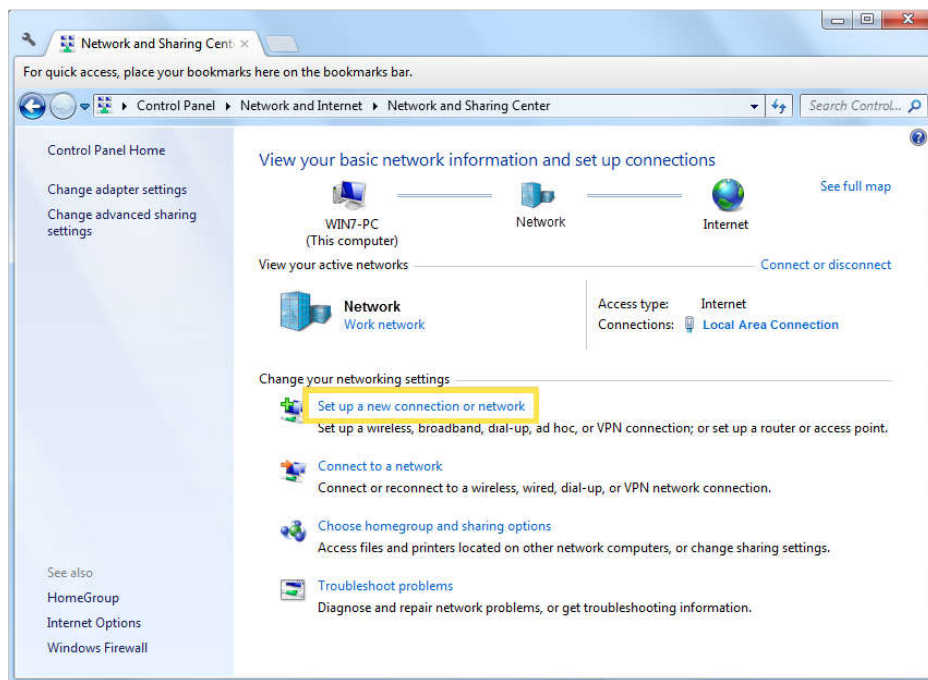 Network and Sharing Cent
For quick access, place your bookmarks here on the bookmarks bar.
Control Panel Network and Internet Network and Sharing Center
Search Control...
Control Panel Home
Change adapter settings
Change advanced sharing
settings
View your basic network information and set up connections
See full map
WIN7-PC
(This computer)
Network
Internet
View your active networks
Connect or disconnect
Network
Work network
Access type: Internet
Connections: Local Area Connection
Change your networking settings
Set up a new connection or network
Set up a wireless, broadband, dial-up, ad hoc, or VPN connection; or set up a router or access point.
Connect to a network
Connect or reconnect to a wireless, wired, dial-up, or VPN network connection.
Choose homegroup and sharing options
Access files and printers located on other network computers, or change sharing settings.
Troubleshoot problems
Diagnose and repair network problems, or get troubleshooting information.
See also
HomeGroup
Internet Options
Windows Firewall